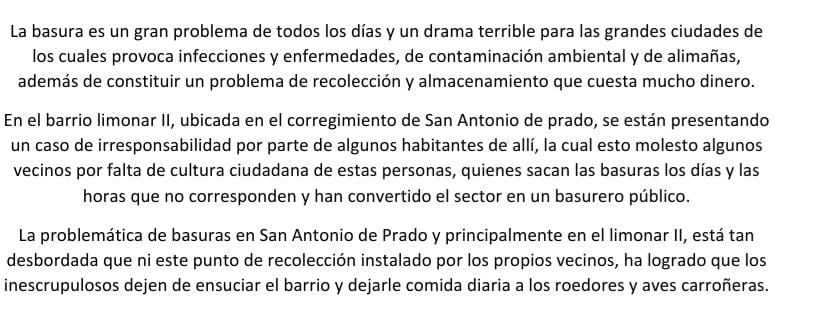 La basura es un gran problema de todos los días y un drama terrible para las grandes ciudades de
los cuales provoca infecciones y enfermedades, de contaminación ambiental y de alimañas,
además de constituir un problema de recolección y almacenamiento que cuesta mucho dinero.
En el barrio limonar II, ubicada en el corregimiento de San Antonio de prado, se están presentando
un caso de irresponsabilidad por parte de algunos habitantes de allí, la cual esto molesto algunos
vecinos por falta de cultura ciudadana de estas personas, quienes sacan las basuras los días y las
horas que no corresponden y han convertido el sector en un basurero público.
La problemática de basuras en San Antonio de Prado y principalmente en el limonar II, está tan
desbordada que ni este punto de recolección instalado por los propios vecinos, ha logrado que los
inescrupulosos dejen de ensuciar el barrio y dejarle comida diaria a los roedores y aves carroñeras.